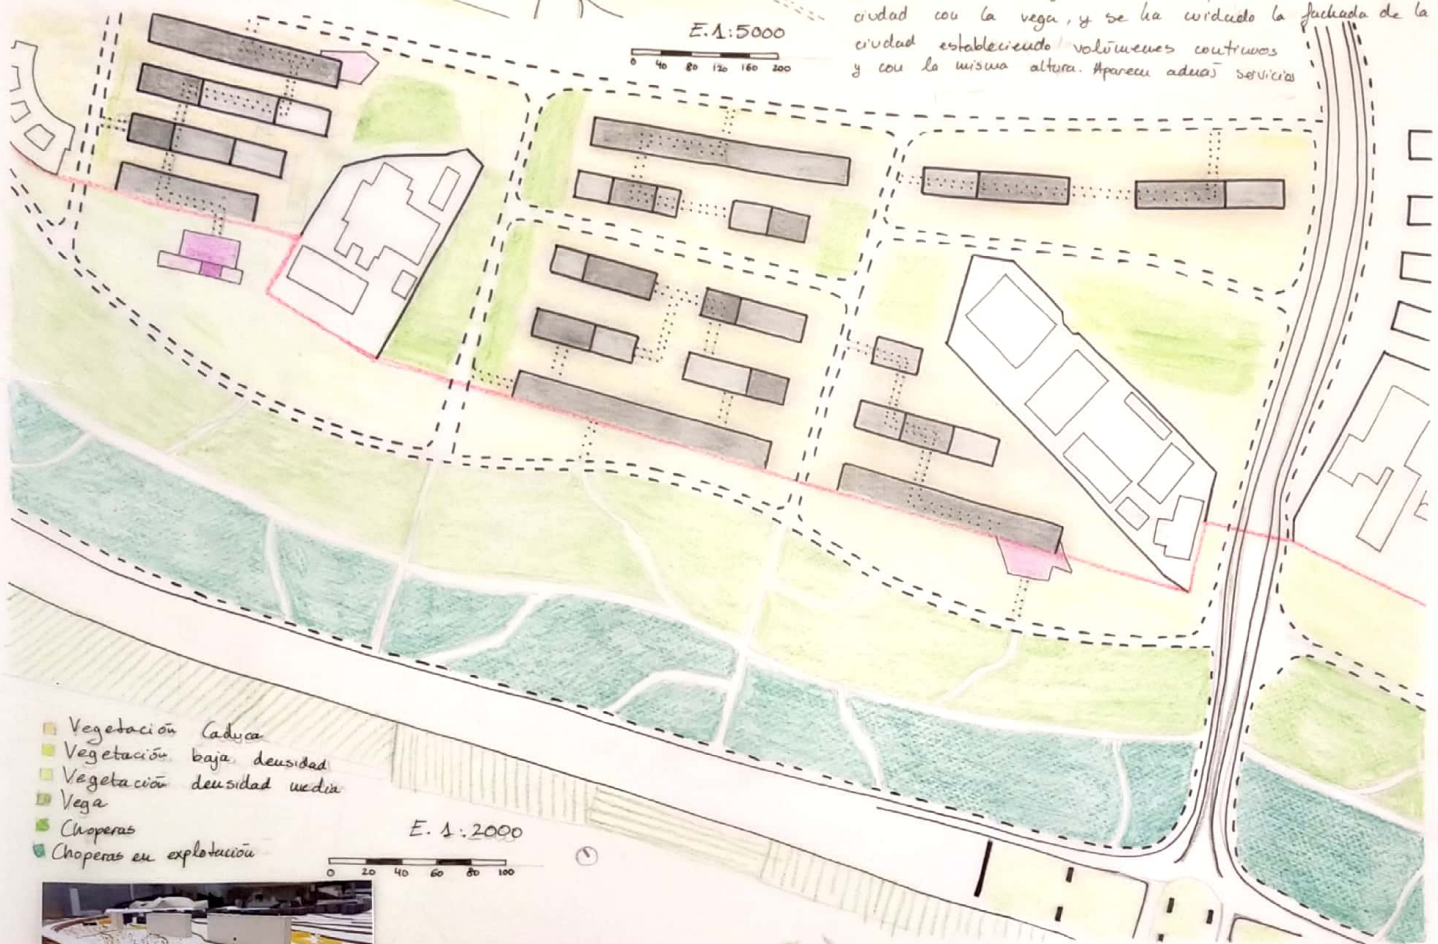 ciudad con la vega, y se ha cuidado la fachada de la
ciudad estableciendo volúmenes continuos
y con la misma altura. Aparecen ademas servicios
E. 1:5000
0 40 80 120 160 200
Vegetación Caduca
Vegetación baja densidad
Vegetación densidad media
Vega
Choperas
Choperas en explotación
E. 1:2000
0 20 40 60 80 100